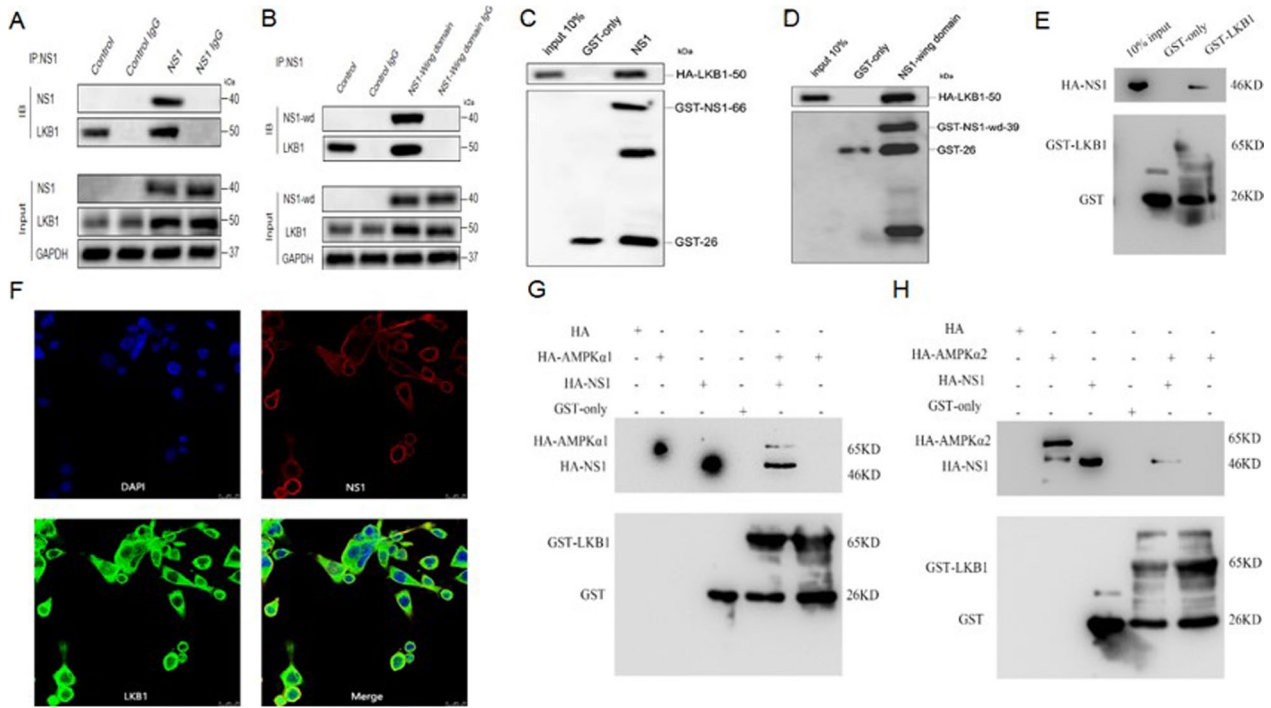 A
IP:NS1
Control
Control IgG
NS1
NS1 IgG
kDa
IB
NS1
40
LKB1
50
Input
NS1
40
LKB1
50
GAPDH
37
B
IP:NS1
Control
Control IgG
NS1-Wing domain
NS1-Wing domain IgG
kDa
IB
NS1-wd
40
LKB1
50
Input
NS1-wd
40
LKB1
50
GAPDH
37
C
input 10%
GST-only
NS1
kDa
HA-LKB1-50
GST-NS1-66
GST-26
D
input 10%
GST-only
NS1-wing domain
kDa
HA-LKB1-50
GST-NS1-wd-39
GST-26
E
10% input
GST-only
GST-LKB1
HA-NS1
46KD
GST-LKB1
65KD
GST
26KD
F
DAPI
NS1
LKB1
Merge
G
HA + - - - - -
HA-AMPKα1 - + - - + +
HA-NS1 - - + - + -
GST-only - - - + - -
HA-AMPKα1
65KD
HA-NS1
46KD
GST-LKB1
65KD
GST
26KD
H
HA + - - - - -
HA-AMPKα2 - + - - + +
HA-NS1 - - + - + -
GST-only - - - + - -
HA-AMPKα2
65KD
HA-NS1
46KD
GST-LKB1
65KD
GST
26KD